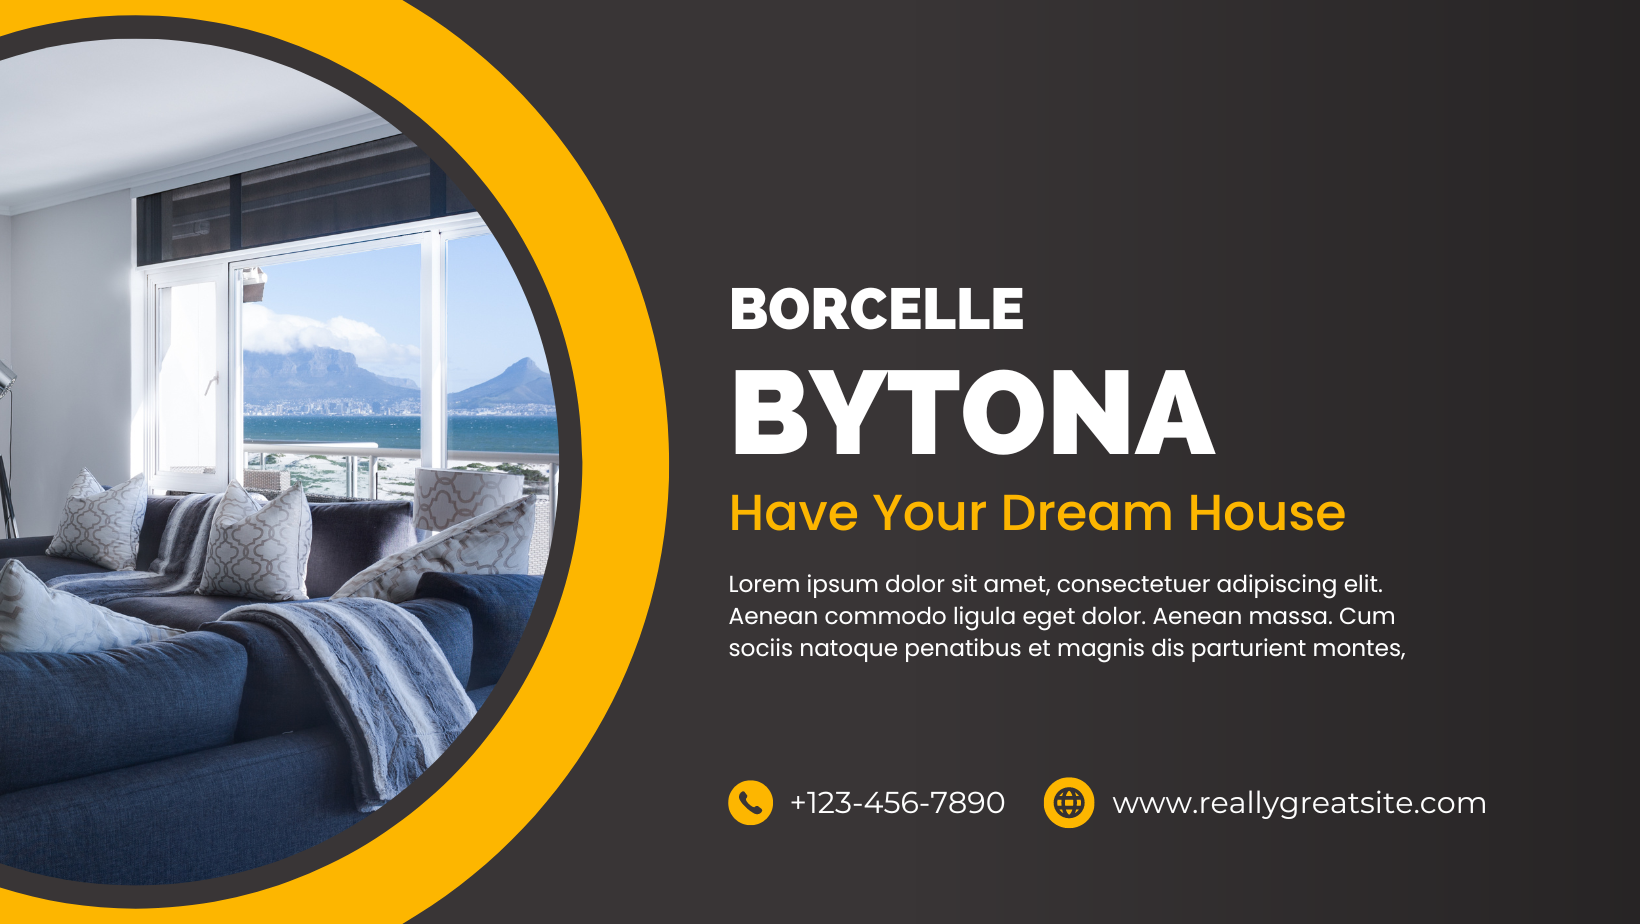 BORCELLE
BYTONA
Have Your Dream House
Lorem ipsum dolor sit amet, consectetuer adipiscing elit.
Aenean commodo ligula eget dolor. Aenean massa. Cum
sociis natoque penatibus et magnis dis parturient montes,
+123-456-7890
www.reallygreatsite.com